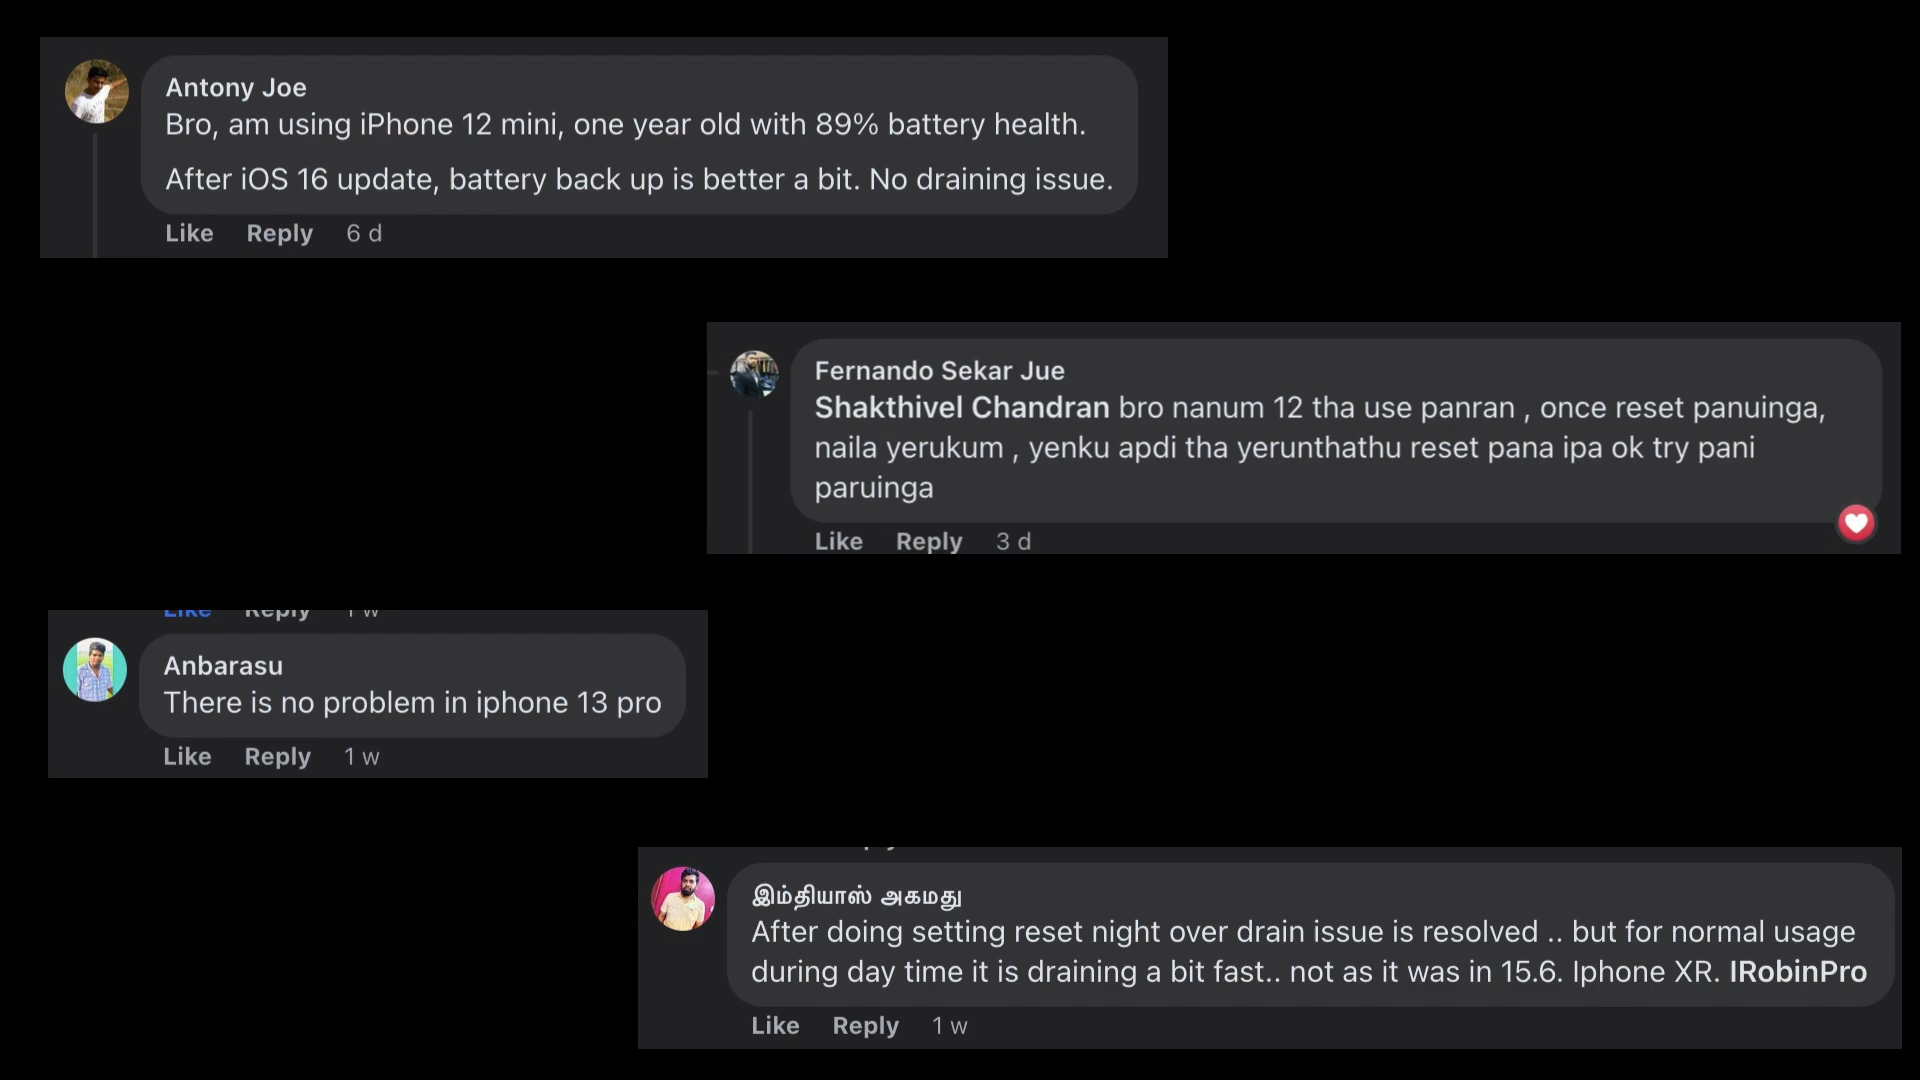 Antony Joe
Bro, am using iPhone 12 mini, one year old with 89% battery health.
After iOS 16 update, battery back up is better a bit. No draining issue.
Like Reply 6 d
Fernando Sekar Jue
Shakthivel Chandran bro nanum 12 tha use panran , once reset panuinga,
naila yerukum , yenku apdi tha yerunthathu reset pana ipa ok try pani
paruinga
Like Reply 3 d
Like Reply 1 w
Anbarasu
There is no problem in iphone 13 pro
Like Reply 1 w
இம்தியாஸ் அகமது
After doing setting reset night over drain issue is resolved .. but for normal usage
during day time it is draining a bit fast.. not as it was in 15.6. Iphone XR. IRobinPro
Like Reply 1 w